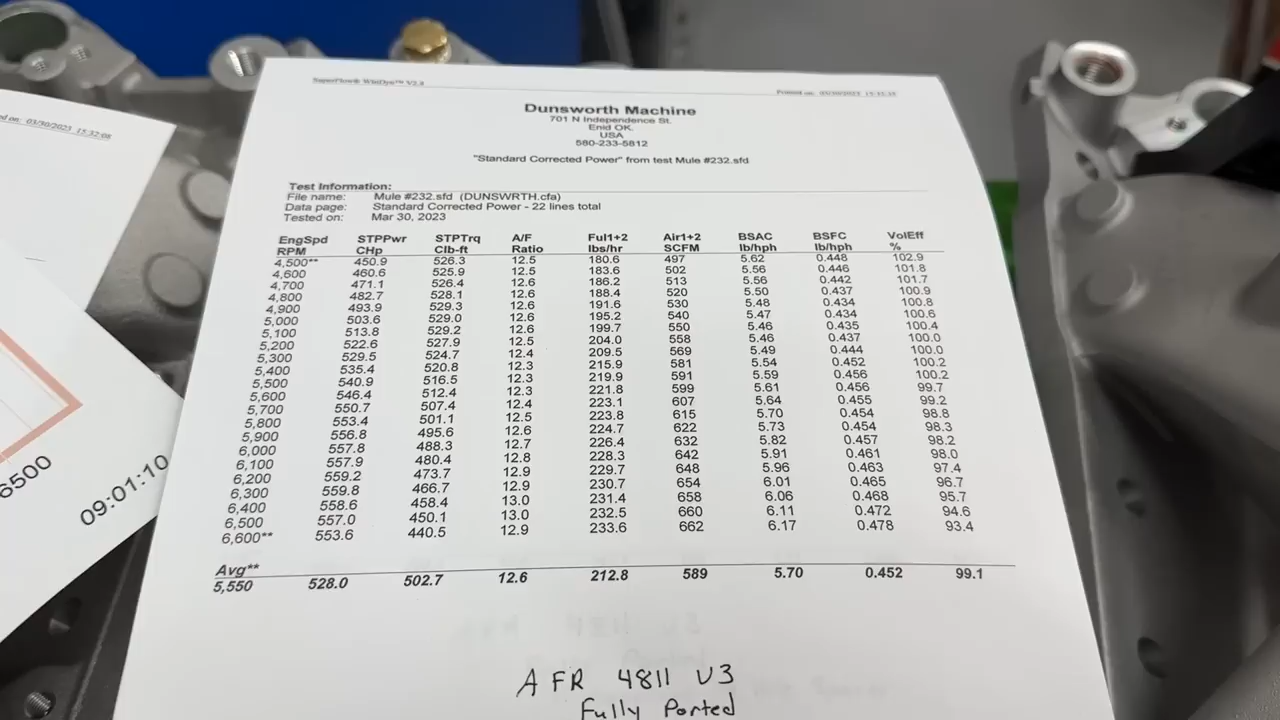 SuperFlow® WinDyn™ V2.3
Printed on: 03/30/2023 15:35:35
ed on: 03/30/2023 15:32:08
Dunsworth Machine
701 N Independence St.
Enid OK.
USA
580-233-5812
"Standard Corrected Power" from test Mule #232.sfd
Test Information:
File name: Mule #232.sfd (DUNSWRTH.cfa)
Data page: Standard Corrected Power - 22 lines total
Tested on: Mar 30, 2023
EngSpd STPPwr STPTrq A/F Ful1+2 Air1+2 BSAC BSFC VolEff
RPM CHp Clb-ft Ratio lbs/hr SCFM lb/hph lb/hph %
4,500** 450.9 526.3 12.5 180.6 497 5.62 0.448 102.9
4,600 460.6 525.9 12.5 183.6 502 5.56 0.446 101.8
4,700 471.1 526.4 12.6 186.2 513 5.56 0.442 101.7
4,800 482.7 528.1 12.6 188.4 520 5.50 0.437 100.9
4,900 493.9 529.3 12.6 191.6 530 5.48 0.434 100.8
5,000 503.6 529.0 12.6 195.2 540 5.47 0.434 100.6
5,100 513.8 529.2 12.6 199.7 550 5.46 0.435 100.4
5,200 522.6 527.9 12.5 204.0 558 5.46 0.437 100.0
5,300 529.5 524.7 12.4 209.5 569 5.49 0.444 100.0
5,400 535.4 520.8 12.3 215.9 581 5.54 0.452 100.2
5,500 540.9 516.5 12.3 219.9 591 5.59 0.456 100.2
5,600 546.4 512.4 12.3 221.8 599 5.61 0.456 99.7
5,700 550.7 507.4 12.4 223.1 607 5.64 0.455 99.2
5,800 553.4 501.1 12.5 223.8 615 5.70 0.454 98.8
5,900 556.8 495.6 12.6 224.7 622 5.73 0.454 98.3
6,000 557.8 488.3 12.7 226.4 632 5.82 0.457 98.2
6,100 557.9 480.4 12.8 228.3 642 5.91 0.461 98.0
6,200 559.2 473.7 12.9 229.7 648 5.96 0.463 97.4
6,300 559.8 466.7 12.9 230.7 654 6.01 0.465 96.7
6,400 558.6 458.4 13.0 231.4 658 6.06 0.468 95.7
6,500 557.0 450.1 13.0 232.5 660 6.11 0.472 94.6
6,600** 553.6 440.5 12.9 233.6 662 6.17 0.478 93.4
Avg**
5,550 528.0 502.7 12.6 212.8 589 5.70 0.452 99.1
6500
09:01:10
AFR 4811 V3
Fully Ported